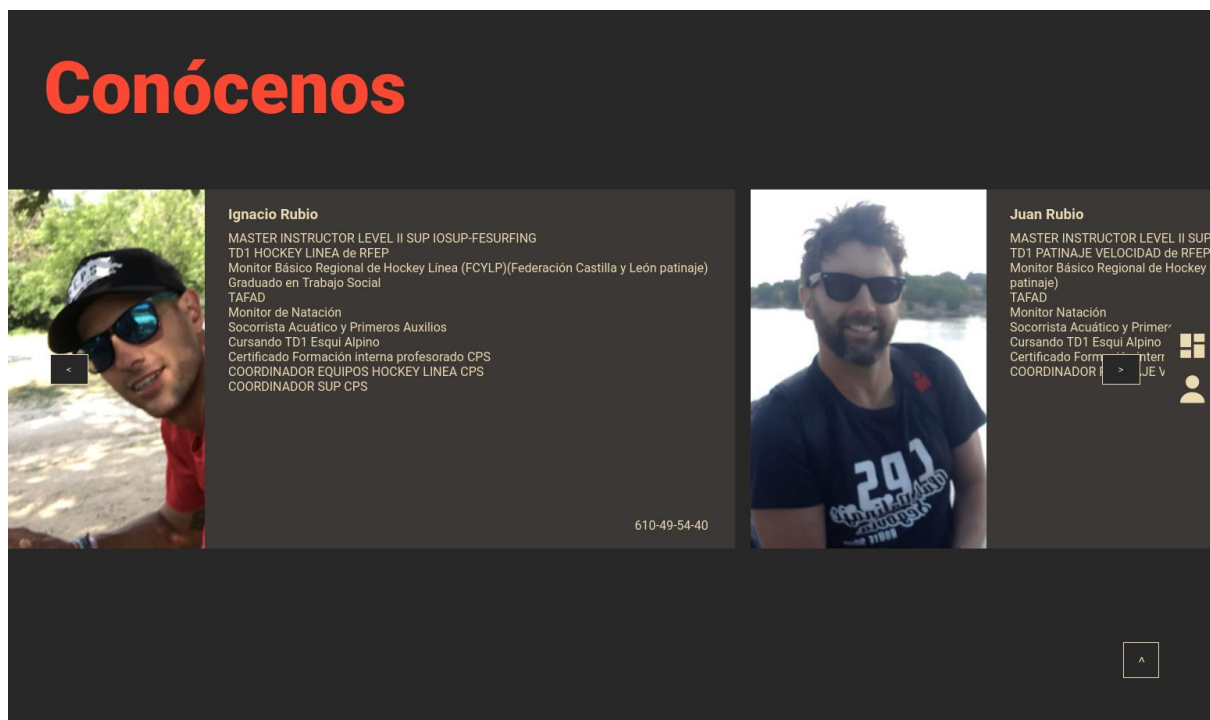 Conócenos
Ignacio Rubio
MASTER INSTRUCTOR LEVEL II SUP IOSUP-FESURFING
TD1 HOCKEY LINEA de RFEP
Monitor Básico Regional de Hockey Línea (FCYLP)(Federación Castilla y León patinaje)
Graduado en Trabajo Social
TAFAD
Monitor de Natación
Socorrista Acuático y Primeros Auxilios
Cursando TD1 Esqui Alpino
Certificado Formación interna profesorado CPS
COORDINADOR EQUIPOS HOCKEY LINEA CPS
COORDINADOR SUP CPS
610-49-54-40
<
291
Juan Rubio
MASTER INSTRUCTOR LEVEL II SUP
TD1 PATINAJE VELOCIDAD de RFEP
Monitor Básico Regional de Hockey
patinaje)
TAFAD
Monitor Natación
Socorrista Acuático y
Cursando TD1 Esqui Alpino
Certificado
COORDINADOR
>
^